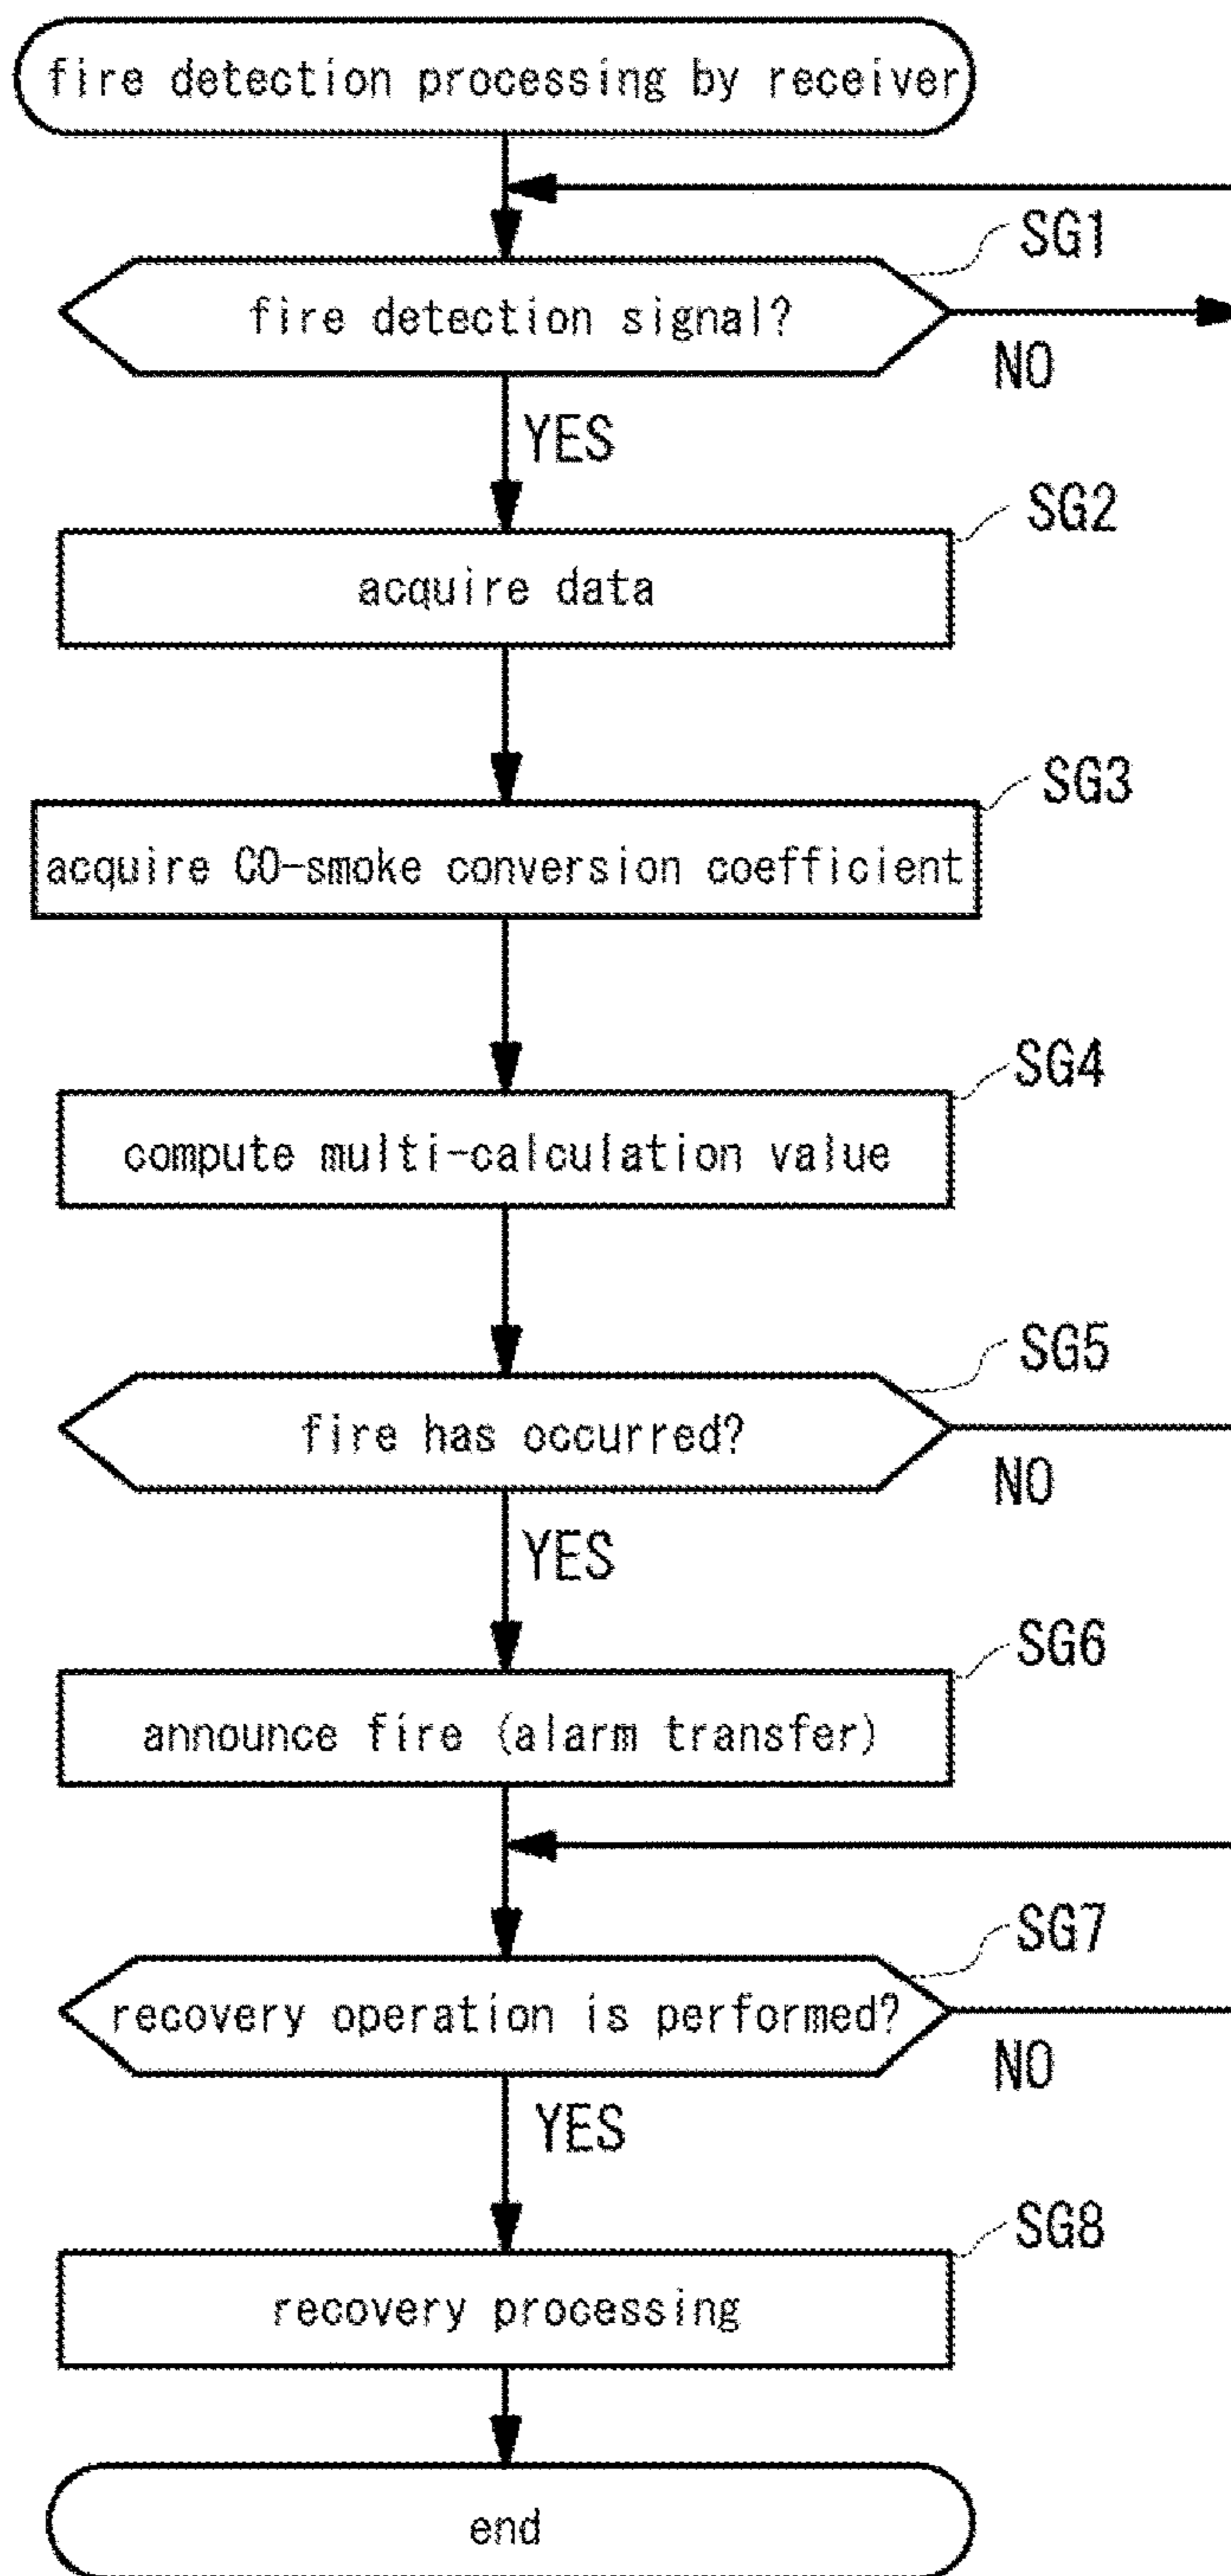 fire detection processing by receiver
SG1
fire detection signal?
NO
YES
SG2
acquire data
SG3
acquire CO-smoke conversion coefficient
SG4
compute multi-calculation value
SG5
fire has occurred?
NO
YES
SG6
announce fire (alarm transfer)
SG7
recovery operation is performed?
NO
YES
SG8
recovery processing
end